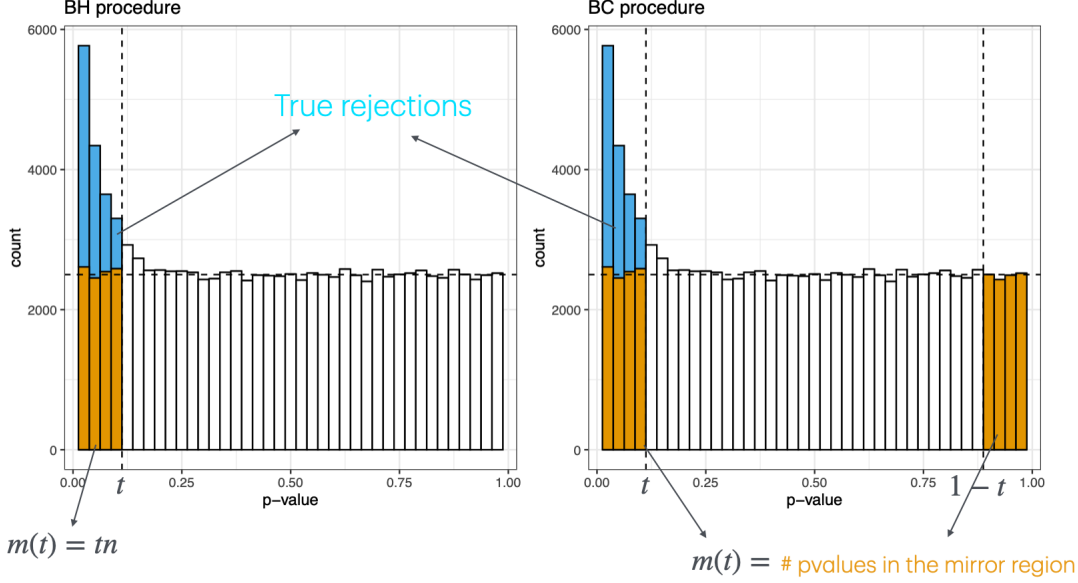 BH procedure
6000
4000
2000
0
count
0.00
t
0.25
0.50
0.75
1.00
p-value
m(t) = tn
True rejections
BC procedure
6000
4000
2000
0
count
0.00
t
0.25
0.50
0.75
1 − t
1.00
p-value
m(t) = # pvalues in the mirror region